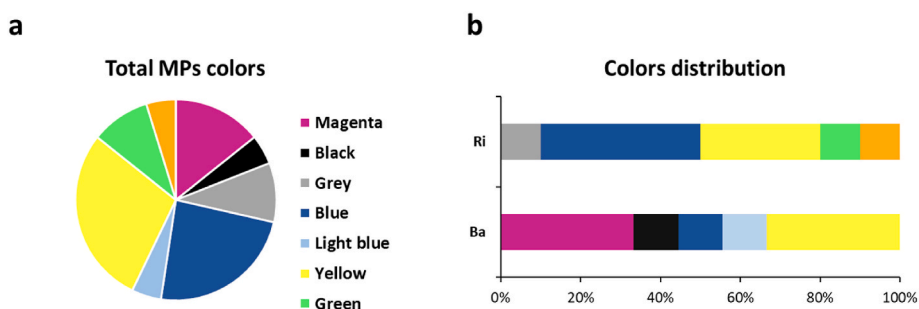 a
Total MPs colors
Magenta
Black
Grey
Blue
Light blue
Yellow
Green
b
Colors distribution
Ri
Ba
0% 20% 40% 60% 80% 100%